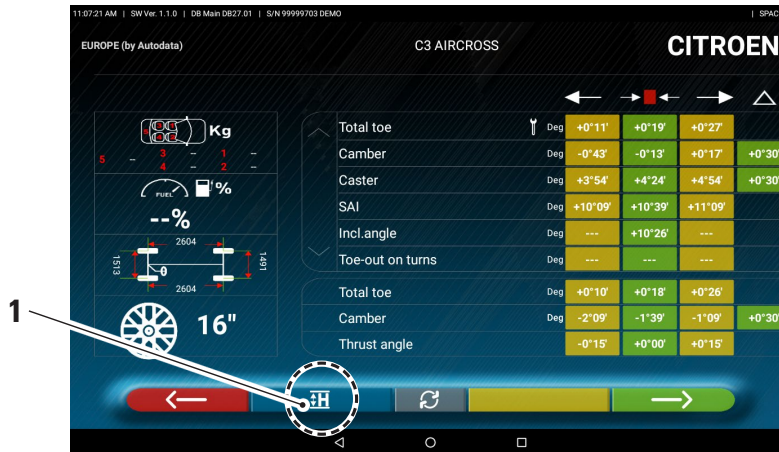 11:07:21 AM | SW Ver. 1.1.0 | DB Main DB27.01 | S/N 99999703 DEMO | SPAC
EUROPE (by Autodata) C3 AIRCROSS CITROEN
Kg
5 -- 3 -- 1 --
4 -- 2 --
FUEL %
--%
2604
1513 θ 1491
2604
16"
Total toe Deg +0°11' +0°19' +0°27'
Camber Deg -0°43' -0°13' +0°17' +0°30'
Caster Deg +3°54' +4°24' +4°54' +0°30'
SAI Deg +10°09' +10°39' +11°09'
Incl.angle Deg --- +10°26' ---
Toe-out on turns Deg --- --- ---
Total toe Deg +0°10' +0°18' +0°26'
Camber Deg -2°09' -1°39' -1°09' +0°30'
Thrust angle -0°15' +0°00' +0°15'
1
H